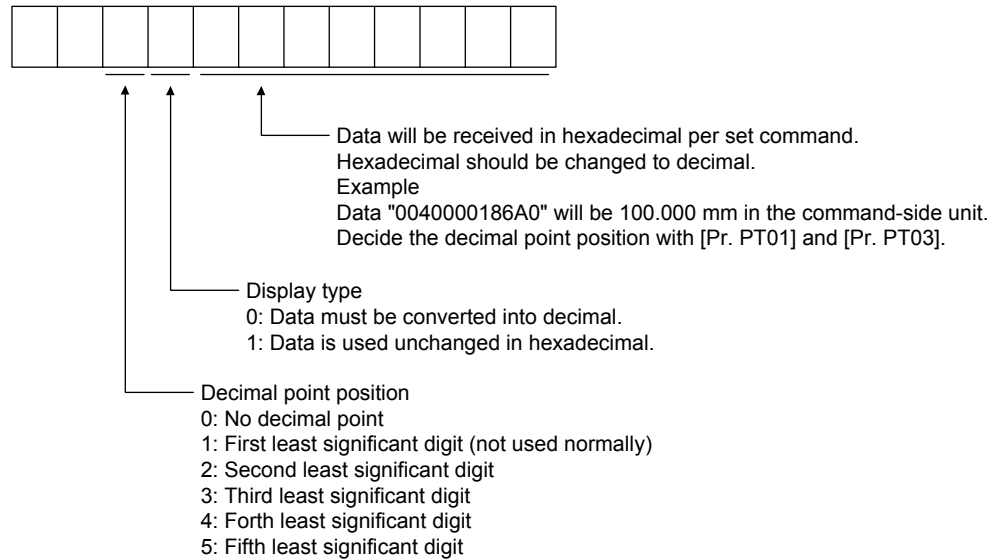 Data will be received in hexadecimal per set command.
Hexadecimal should be changed to decimal.
Example
Data "0040000186A0" will be 100.000 mm in the command-side unit.
Decide the decimal point position with [Pr. PT01] and [Pr. PT03].
Display type
0: Data must be converted into decimal.
1: Data is used unchanged in hexadecimal.
Decimal point position
0: No decimal point
1: First least significant digit (not used normally)
2: Second least significant digit
3: Third least significant digit
4: Forth least significant digit
5: Fifth least significant digit